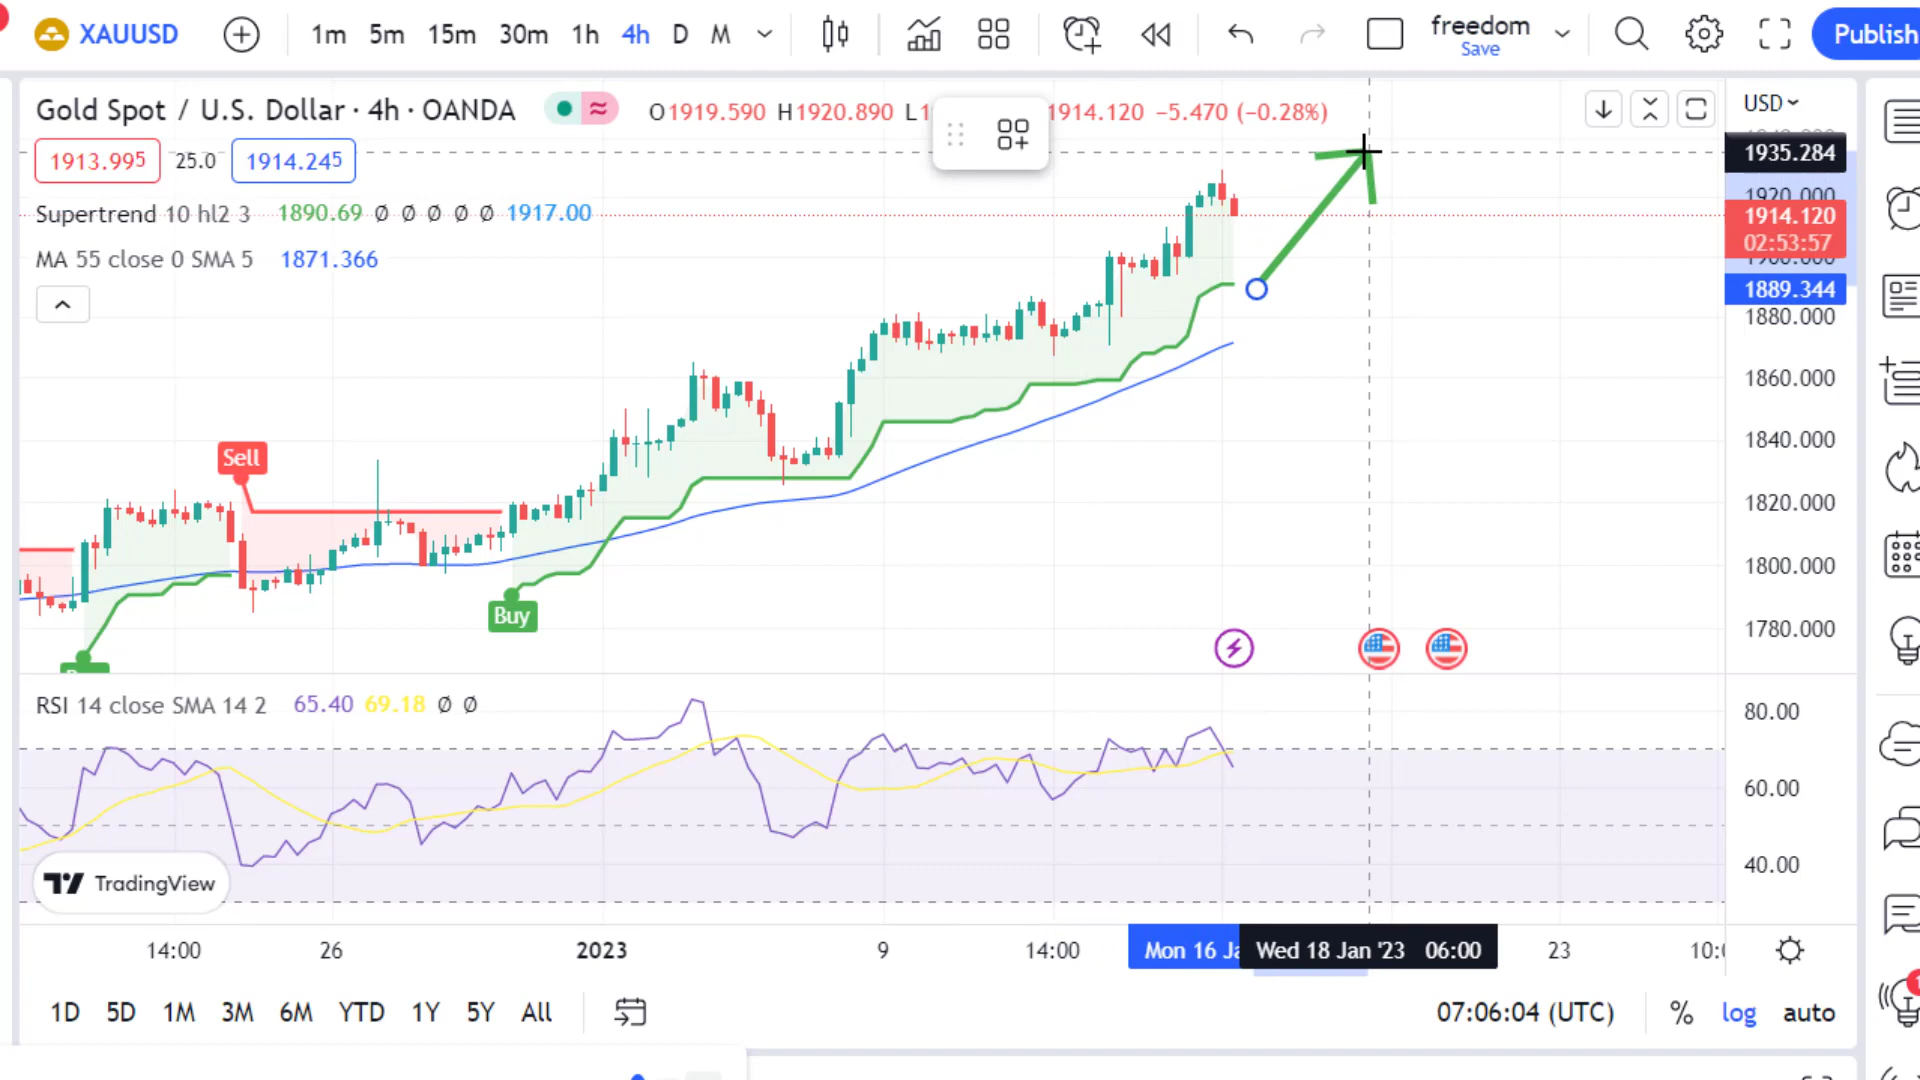 XAUUSD 1m 5m 15m 30m 1h 4h D M freedom Publish
Save
Gold Spot / U.S. Dollar · 4h · OANDA O1919.590 H1920.890 L1 1914.120 −5.470 (−0.28%) USD
1913.995 25.0 1914.245
1935.284
1920.000
Supertrend 10 hl2 3 1890.69 Ø Ø Ø Ø Ø 1917.00
1914.120
02:53:57
MA 55 close 0 SMA 5 1871.366
1889.344
1880.000
1860.000
1840.000
Sell
1820.000
1800.000
Buy
1780.000
RSI 14 close SMA 14 2 65.40 69.18 Ø Ø
80.00
60.00
40.00
TradingView
14:00 26 2023 9 14:00 Mon 16 Wed 18 Jan '23 06:00 23
1D 5D 1M 3M 6M YTD 1Y 5Y All 07:06:04 (UTC) % log auto